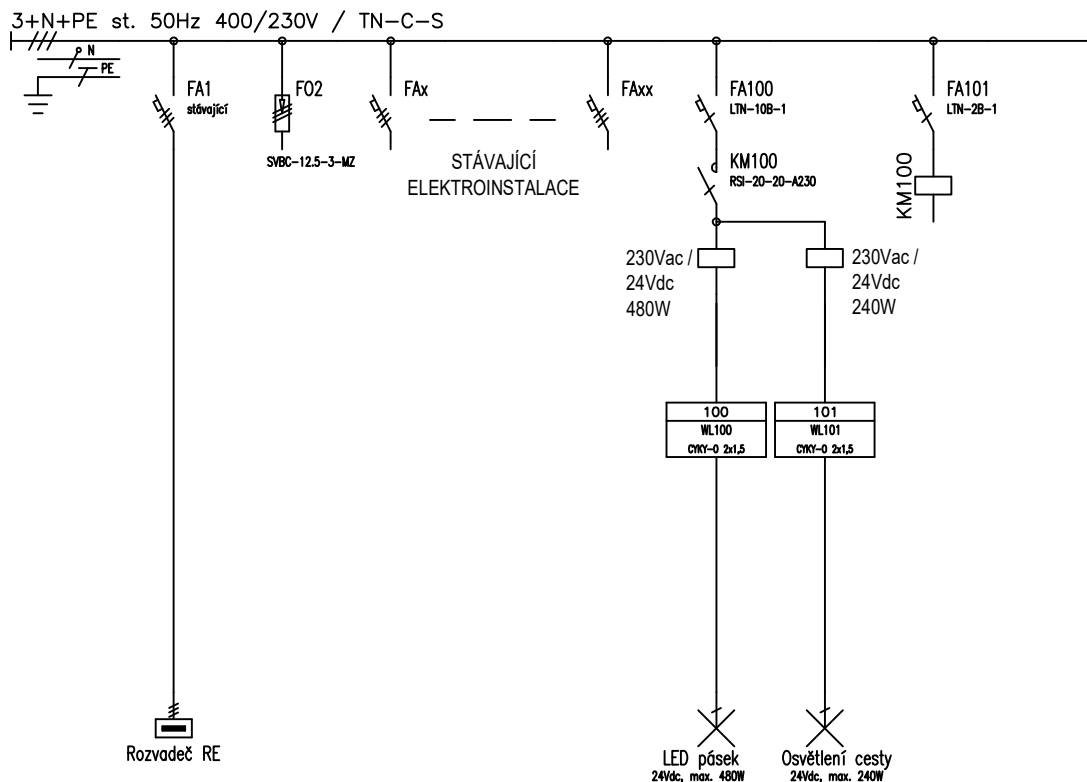 3+N+PE st. 50Hz 400/230V / TN-C-S
N
PE
FA1
stávající
FO2
SVBC-12.5-3-MZ
FAx
STÁVAJÍCÍ
ELEKTROINSTALACE
FAxx
FA100
LTN-10B-1
KM100
RSI-20-20-A230
FA101
LTN-2B-1
KM100
230Vac /
24Vdc
480W
230Vac /
24Vdc
240W
100
WL100
CYKY-O 2x1,5
101
WL101
CYKY-O 2x1,5
Rozvaděč RE
LED pásek
24Vdc, max. 480W
Osvětlení cesty
24Vdc, max. 240W